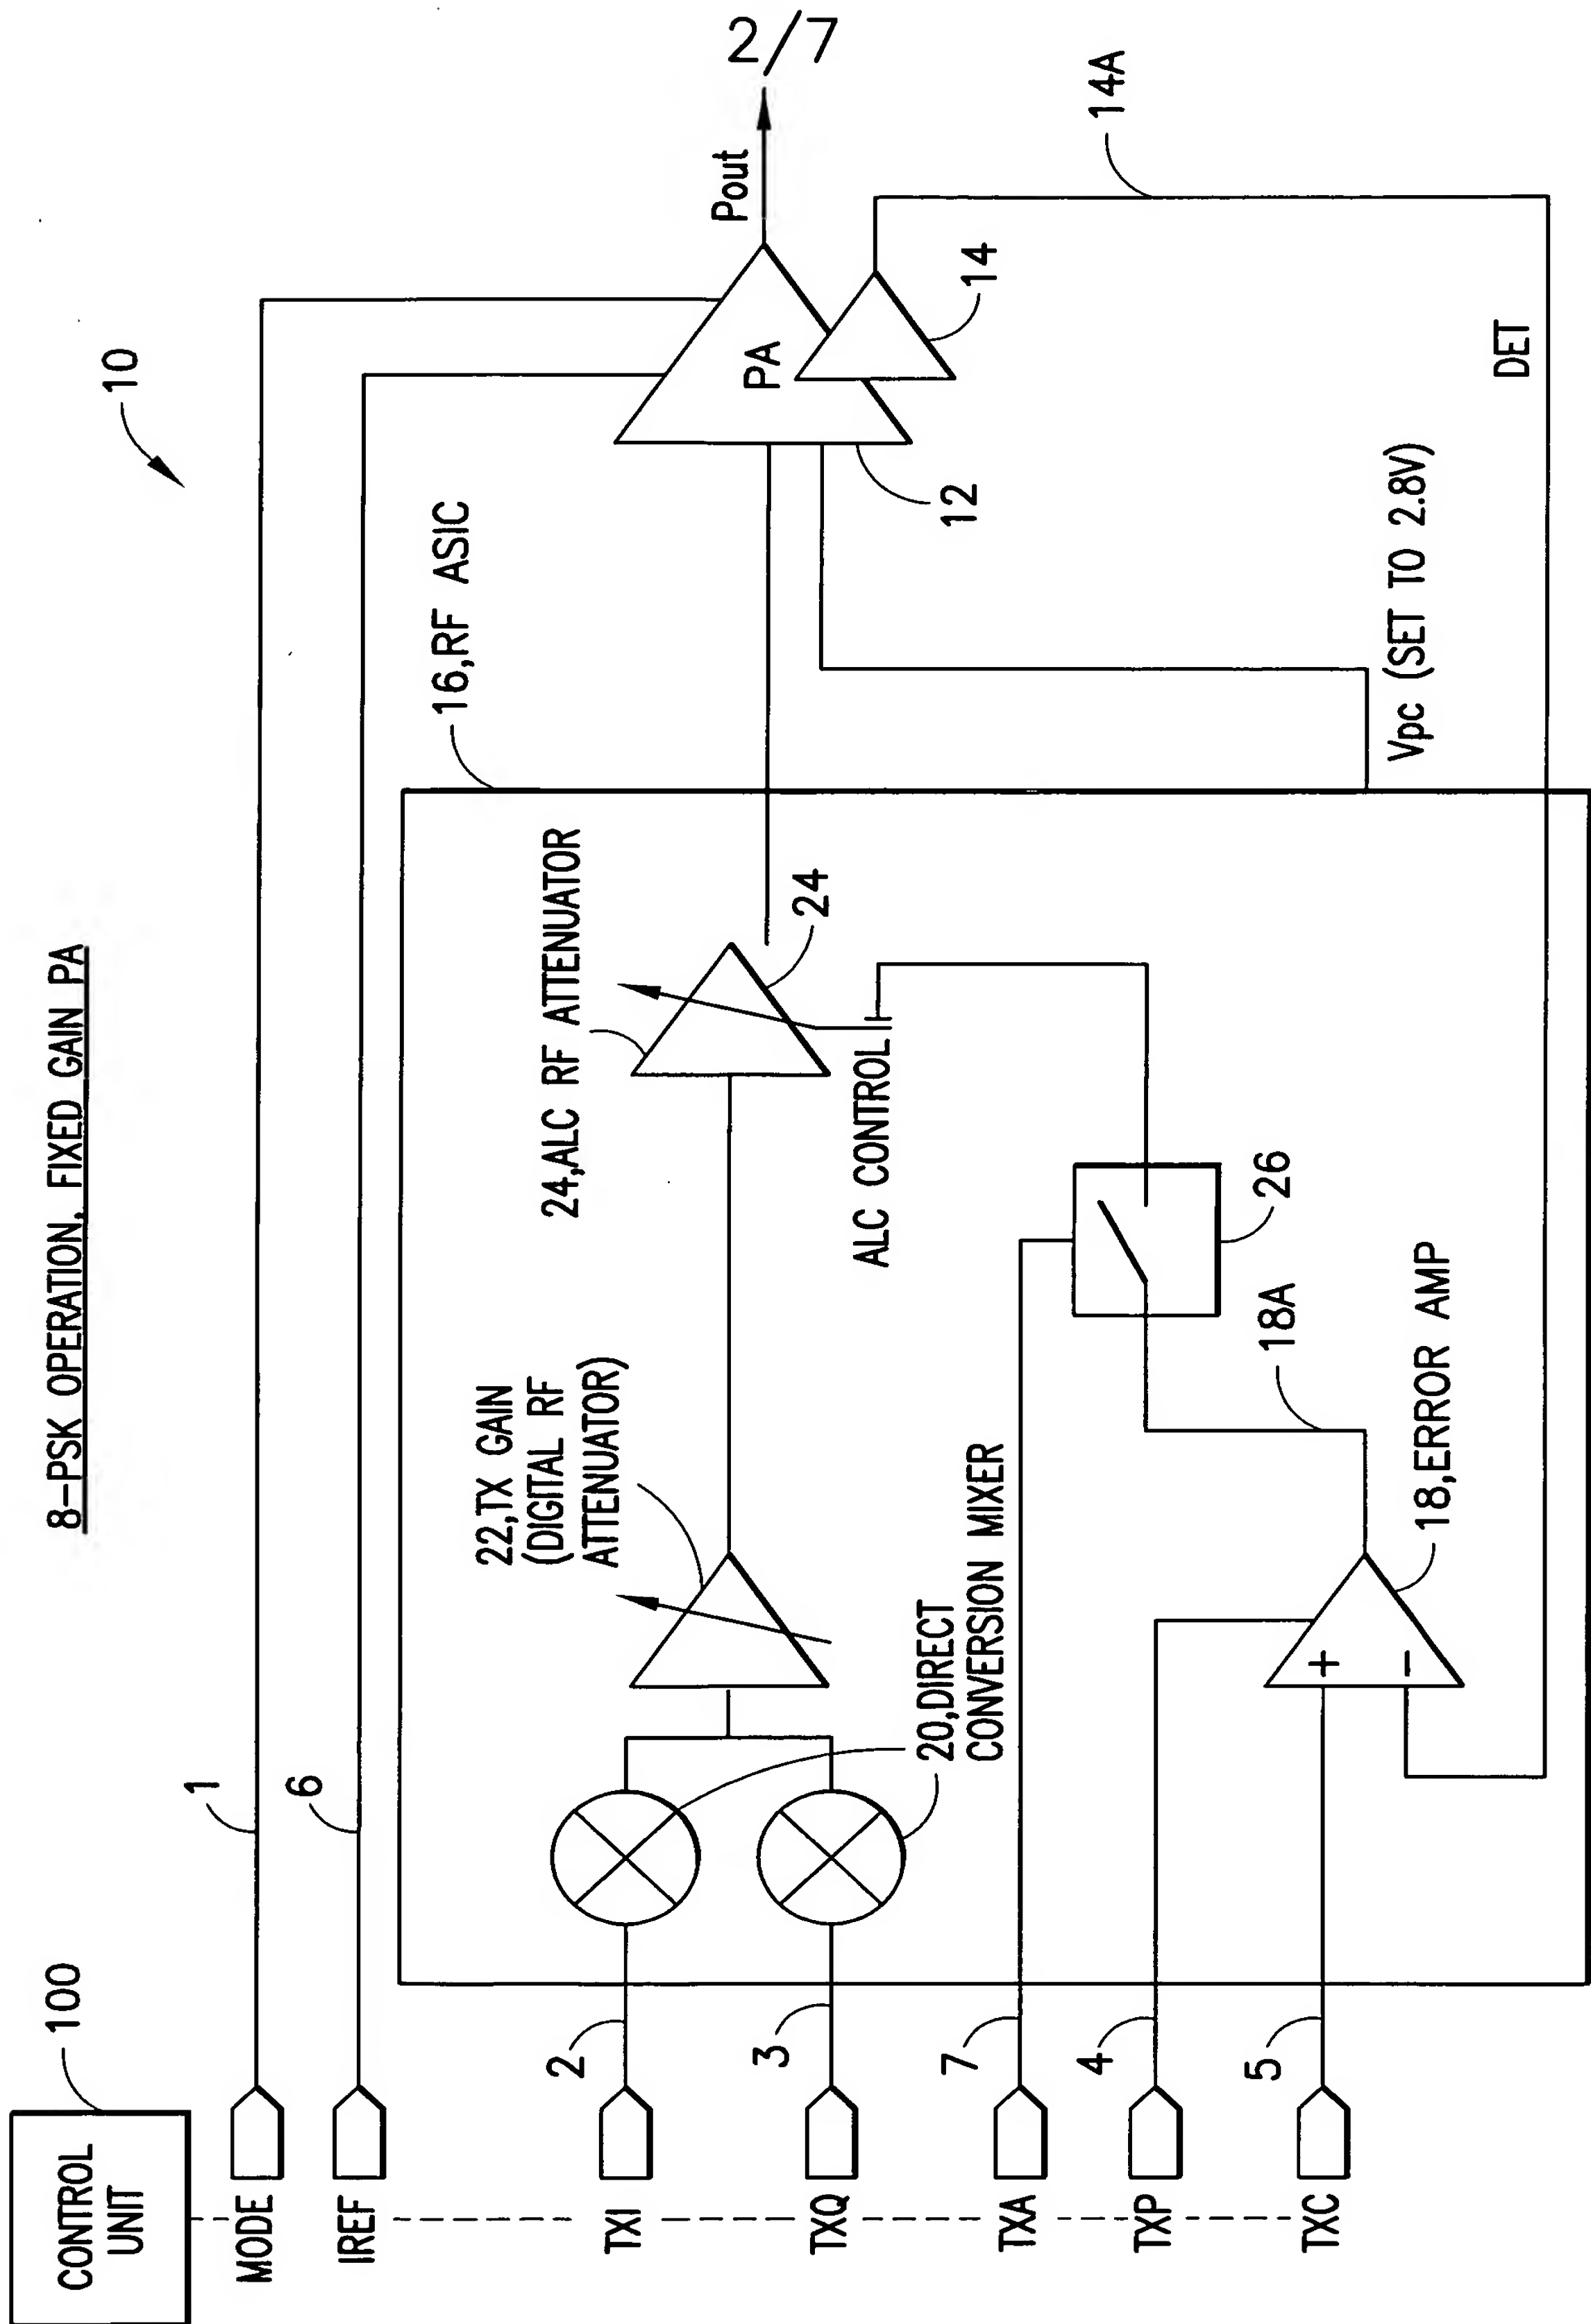 2/7
8-PSK OPERATION, FIXED GAIN PA
10
CONTROL
UNIT
100
MODE
1
IREF
6
16,RF ASIC
TXI
2
TXQ
3
TXA
7
TXP
4
TXC
5
20,DIRECT
CONVERSION MIXER
22,TX GAIN
(DIGITAL RF
ATTENUATOR)
24,ALC RF ATTENUATOR
24
ALC CONTROL
26
18A
18,ERROR AMP
+
-
PA
Pout
12
14
14A
Vpc (SET TO 2.8V)
DET